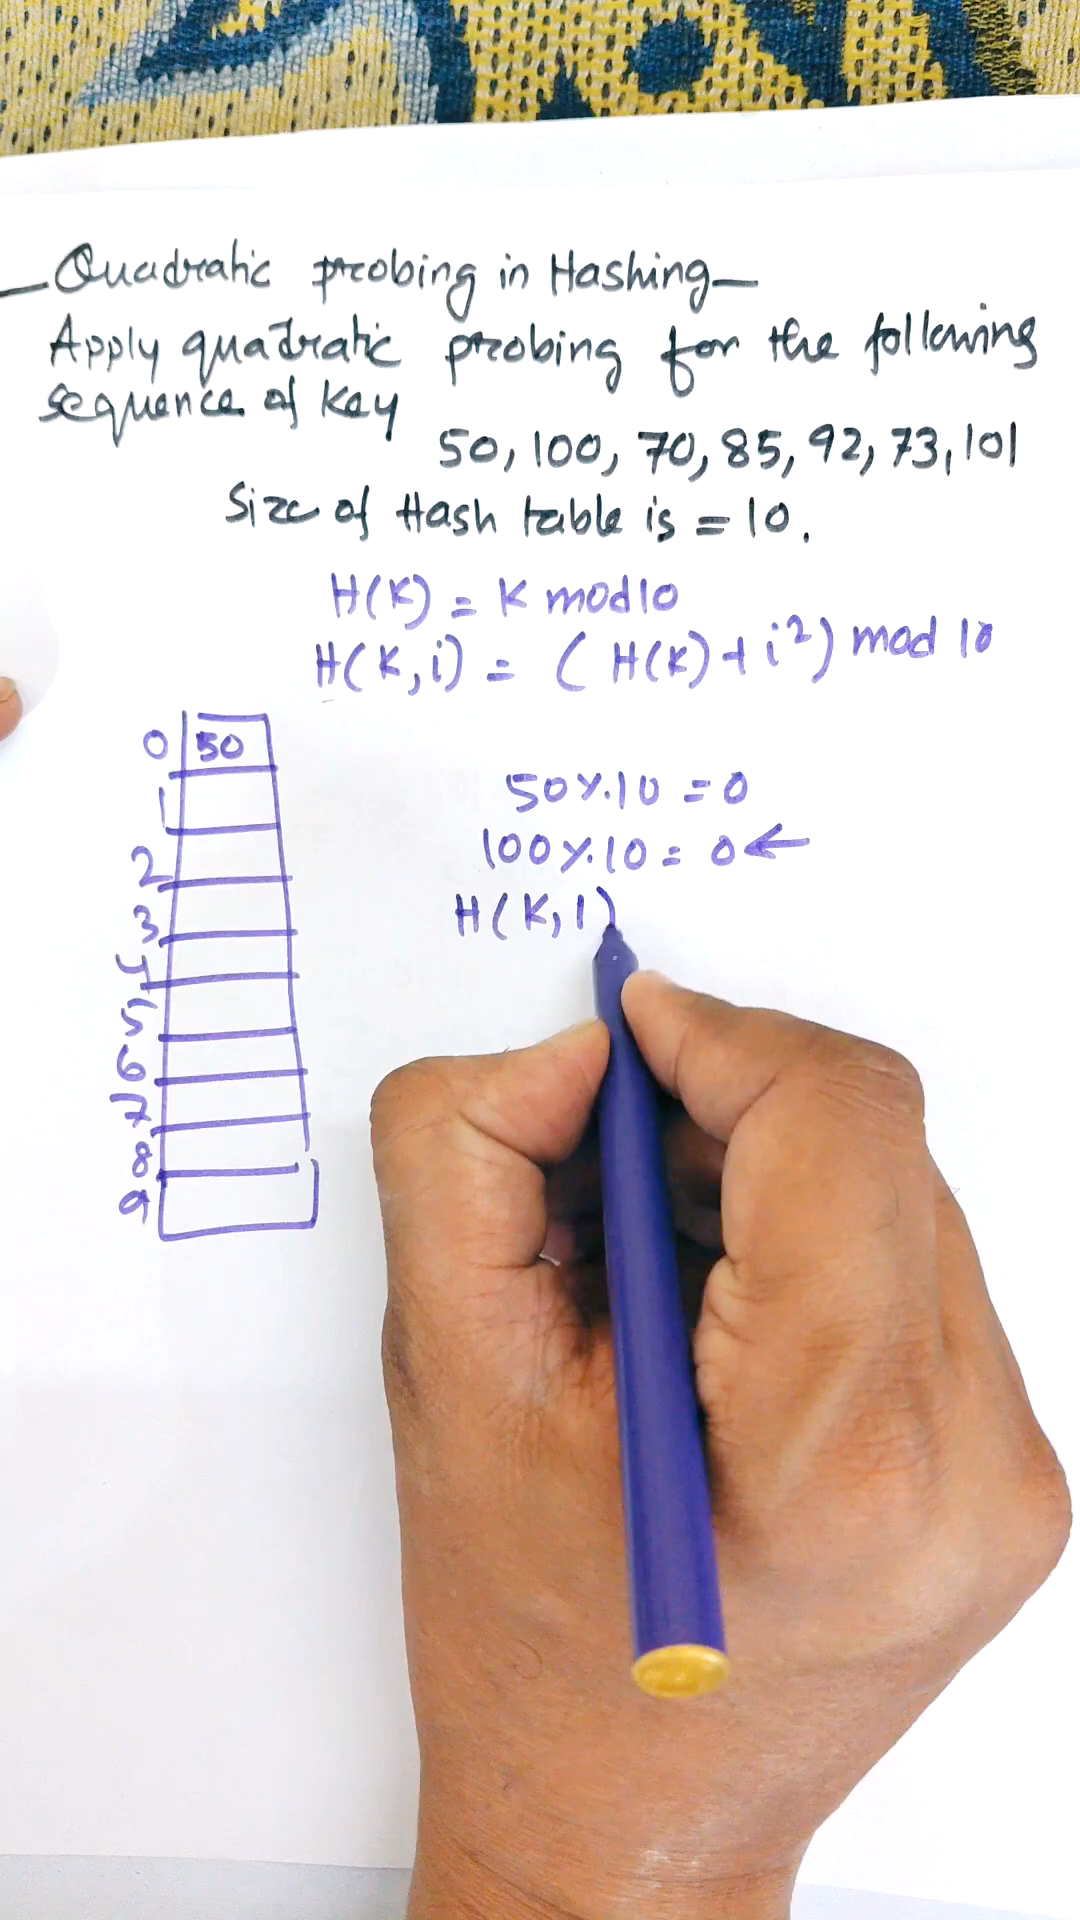 Quadratic probing in Hashing
Apply quadratic probing for the following
sequence of Key
50, 100, 70, 85, 92, 73, 101
Size of Hash table is = 10.
H(K) = K mod 10
H(K, i) = ( H(K) + i²) mod 10
0 50
1
2
3
4
5
6
7
8
9
50 %. 10 = 0
100 %. 10 = 0 ←
H(K, 1)